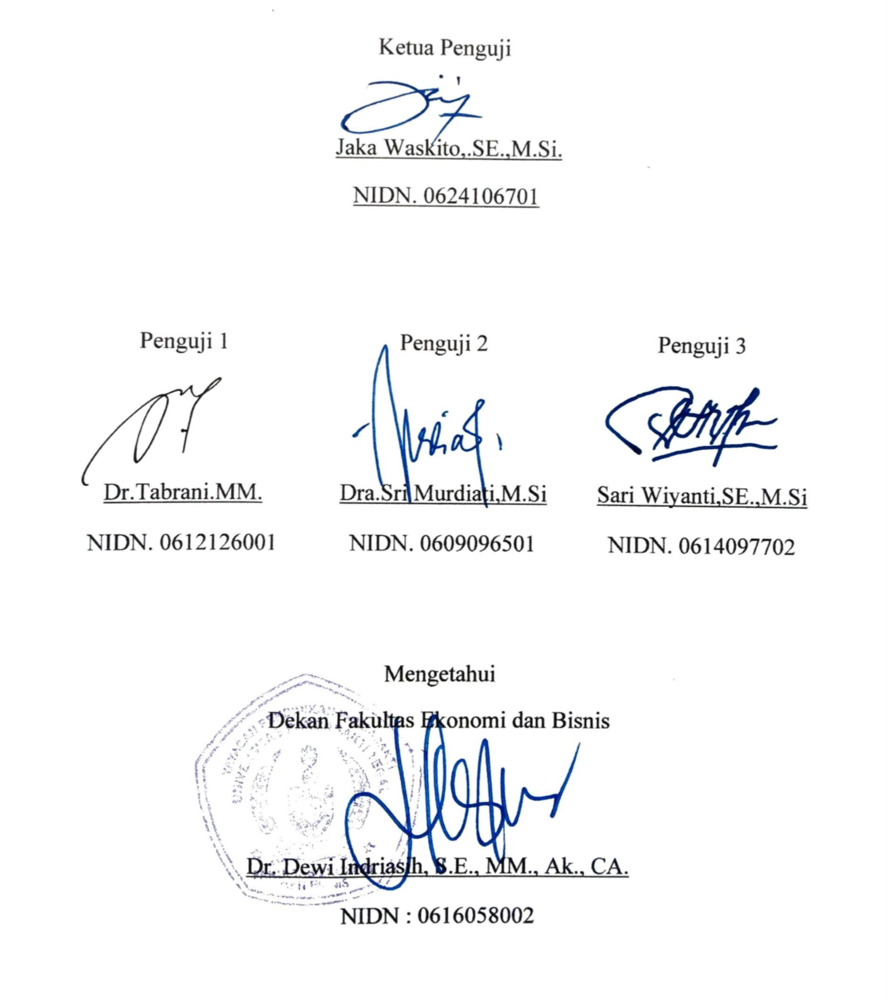 Ketua Penguji
Jaka Waskito,.SE.,M.Si.
NIDN. 0624106701
Penguji 1 Penguji 2 Penguji 3
Dr.Tabrani.MM. Dra.Sri Murdiati,M.Si Sari Wiyanti,SE.,M.Si
NIDN. 0612126001 NIDN. 0609096501 NIDN. 0614097702
Mengetahui
Dekan Fakultas Ekonomi dan Bisnis
Dr. Dewi Indriasih, S.E., MM., Ak., CA.
NIDN : 0616058002